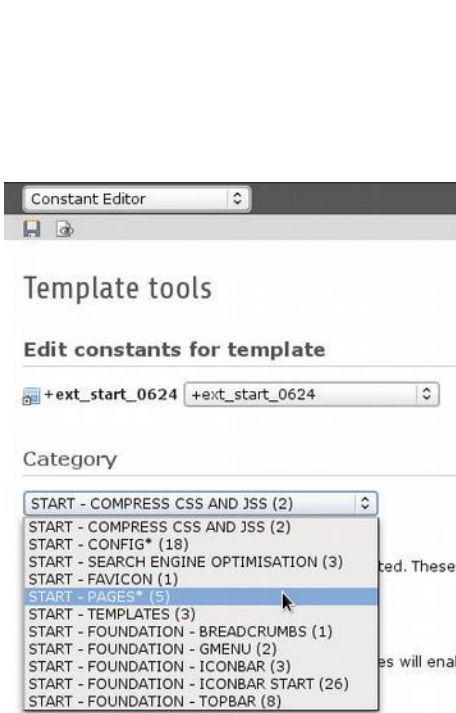 Constant Editor
Template tools
Edit constants for template
+ext_start_0624 +ext_start_0624
Category
START - COMPRESS CSS AND JSS (2)
START - COMPRESS CSS AND JSS (2)
START - CONFIG* (18)
START - SEARCH ENGINE OPTIMISATION (3)
ted. These
START - FAVICON (1)
START - PAGES* (5)
START - TEMPLATES (3)
START - FOUNDATION - BREADCRUMBS (1)
START - FOUNDATION - GMENU (2)
START - FOUNDATION - ICONBAR (3)
es will enal
START - FOUNDATION - ICONBAR START (26)
START - FOUNDATION - TOPBAR (8)